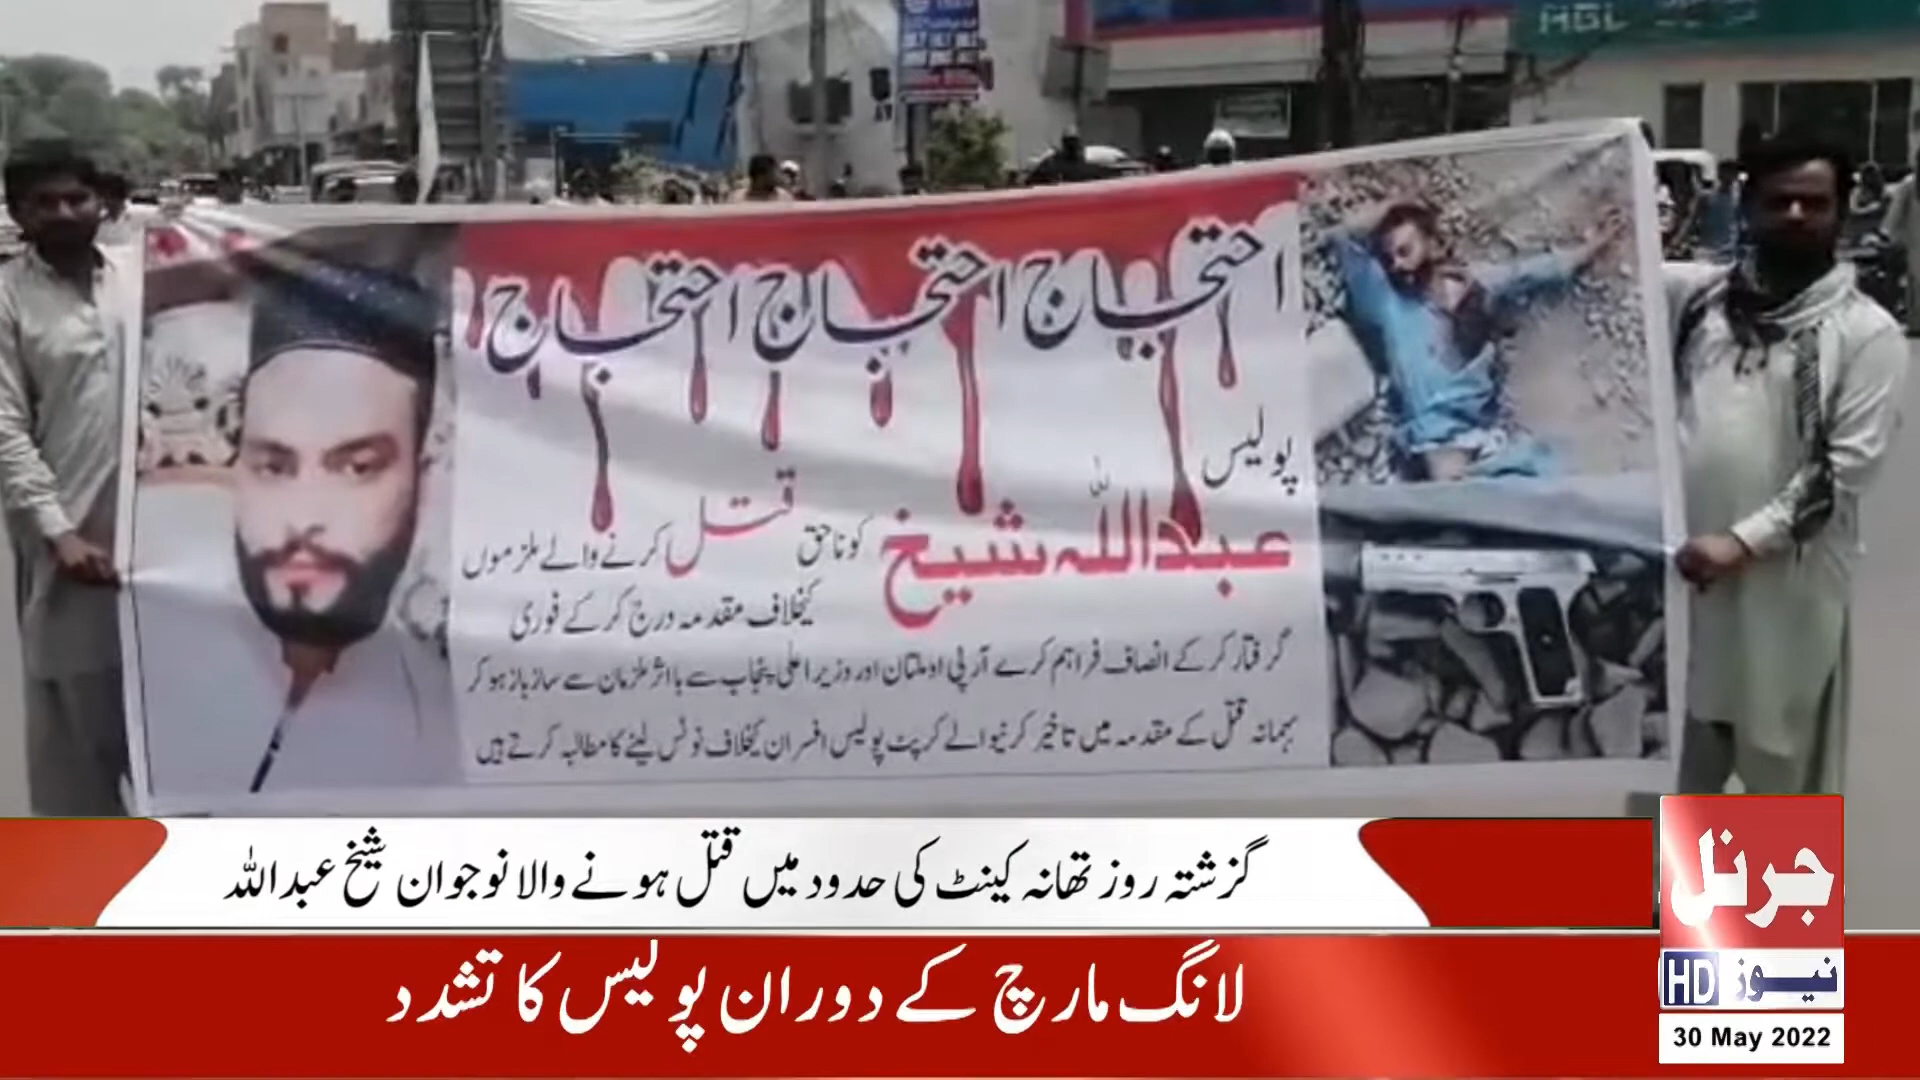 HBL
احتجاج احتجاج احتجاج
پولیس
عبداللہ شیخ کو ناحق قتل کرنے والے ملزموں
کیخلاف مقدمہ درج کر کے فوری
گرفتار کر کے انصاف فراہم کرے آر پی او ملتان اور وزیر اعلٰی پنجاب سے بااثر ملزمان سے ساز باز ہو کر
بہیمانہ قتل کے مقدمہ میں تاخیر کرنیوالے کرپٹ پولیس افسران کیخلاف نوٹس لینے کا مطالبہ کرتے ہیں
گزشتہ روز تھانہ کینٹ کی حدود میں قتل ہونے والا نوجوان شیخ عبداللہ
لانگ مارچ کے دوران پولیس کا تشدد
جرنل
نیوز HD
30 May 2022